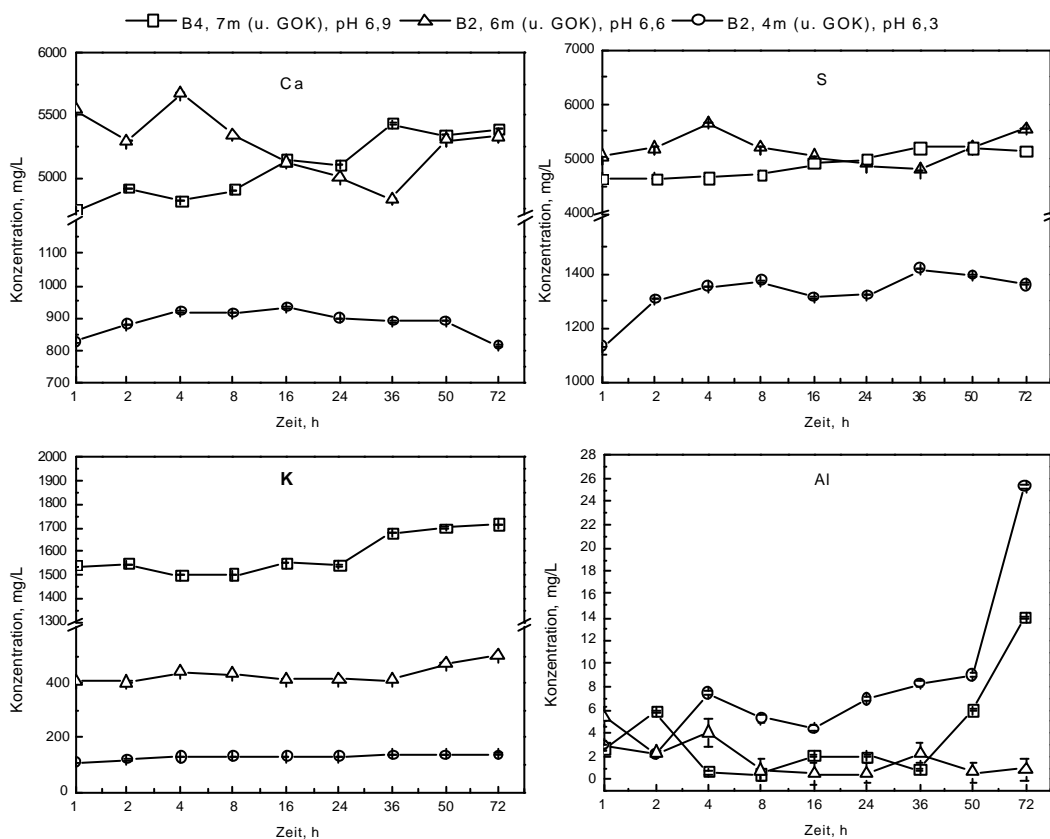 B4, 7m (u. GOK), pH 6,9 B2, 6m (u. GOK), pH 6,6 B2, 4m (u. GOK), pH 6,3
Ca
Konzentration, mg/L
6000
5500
5000
1100
1000
900
800
700
1 2 4 8 16 24 36 50 72
Zeit, h
S
Konzentration, mg/L
7000
6000
5000
4000
1400
1200
1000
1 2 4 8 16 24 36 50 72
Zeit, h
K
Konzentration, mg/L
2000
1900
1800
1700
1600
1500
1400
1300
400
200
0
1 2 4 8 16 24 36 50 72
Zeit, h
Al
Konzentration, mg/L
28
26
24
22
20
18
16
14
12
10
8
6
4
2
0
1 2 4 8 16 24 36 50 72
Zeit, h